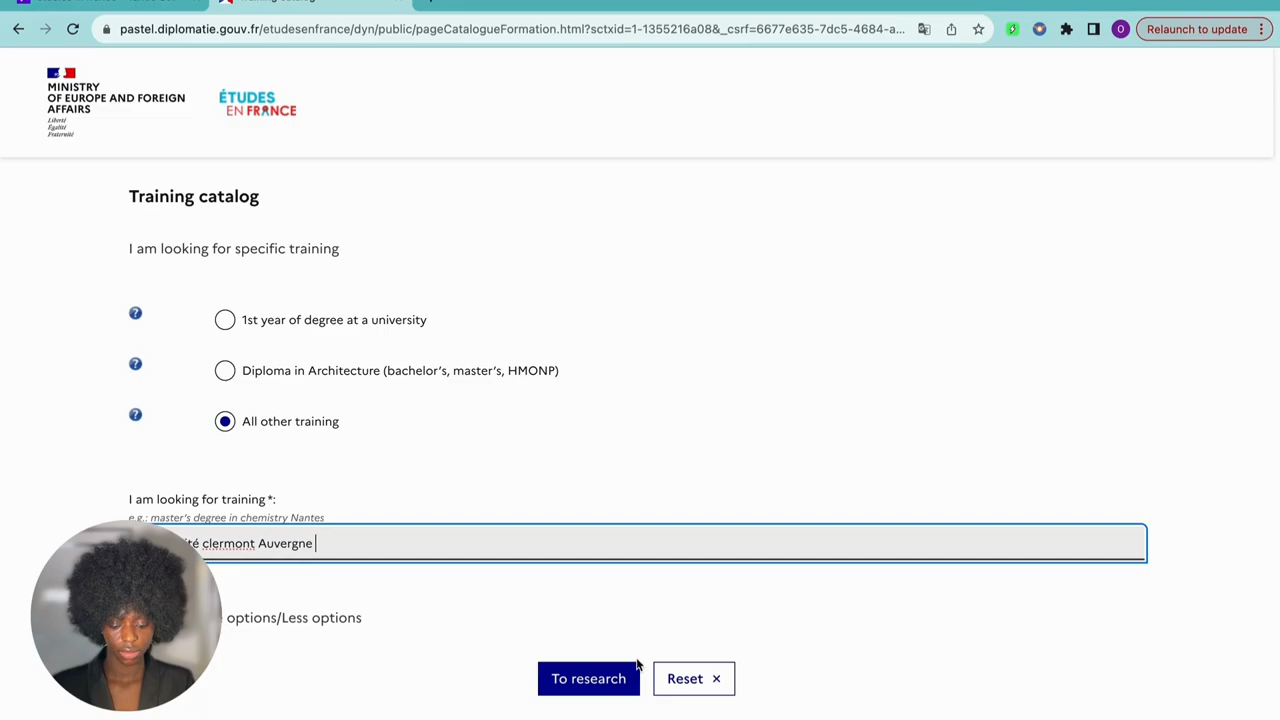 pastel.diplomatie.gouv.fr/etudesenfrance/dyn/public/pageCatalogueFormation.html?sctxid=1-1355216a08&_csrf=6677e635-7dc5-4684-a...
O
Relaunch to update
MINISTRY
OF EUROPE AND FOREIGN
AFFAIRS
Liberté
Égalité
Fraternité
ÉTUDES
EN FRANCE
Training catalog
I am looking for specific training
1st year of degree at a university
Diploma in Architecture (bachelor's, master's, HMONP)
All other training
I am looking for training *:
e.g.: master's degree in chemistry Nantes
clermont Auvergne
options/Less options
To research
Reset ×